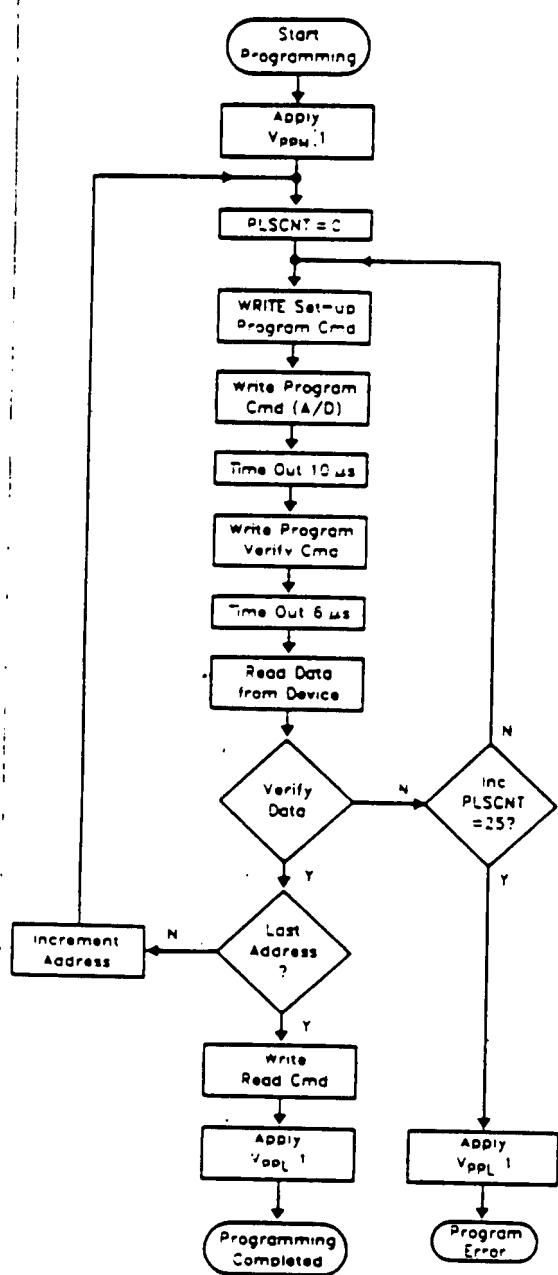 Start
Programming
Apply
VPPH 1
PLSCNT = 0
WRITE Set-up
Program Cmd
Write Program
Cmd (A/D)
Time Out 10 µs
Write Program
Verify Cmd
Time Out 6 µs
Read Data
from Device
N
Verify
Data
N
Inc
PLSCNT
=25?
Y
Y
Increment
Address
N
Last
Address
?
Y
Write
Read Cmd
Apply
VPPL 1
Apply
VPPL 1
Programming
Completed
Program
Error